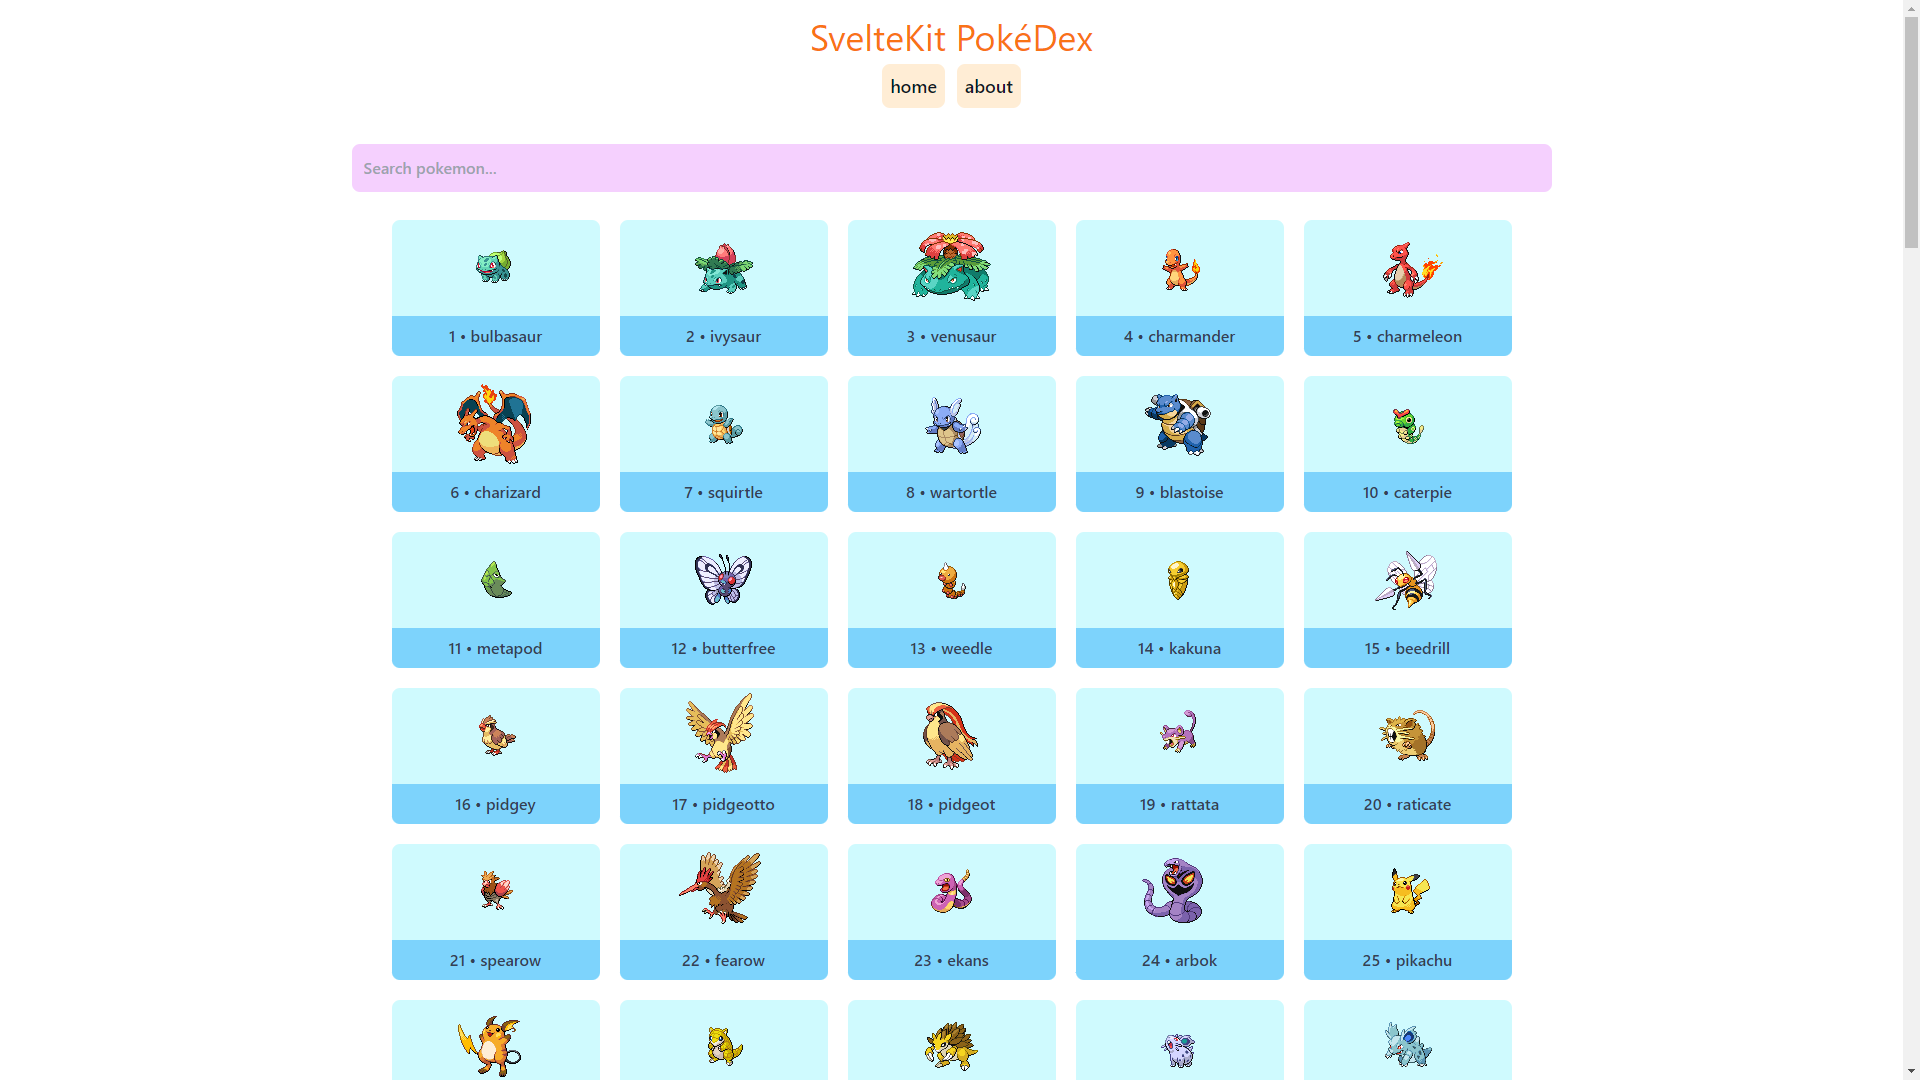 SvelteKit PokéDex
home about
Search pokemon...
1 • bulbasaur
2 • ivysaur
3 • venusaur
4 • charmander
5 • charmeleon
6 • charizard
7 • squirtle
8 • wartortle
9 • blastoise
10 • caterpie
11 • metapod
12 • butterfree
13 • weedle
14 • kakuna
15 • beedrill
16 • pidgey
17 • pidgeotto
18 • pidgeot
19 • rattata
20 • raticate
21 • spearow
22 • fearow
23 • ekans
24 • arbok
25 • pikachu